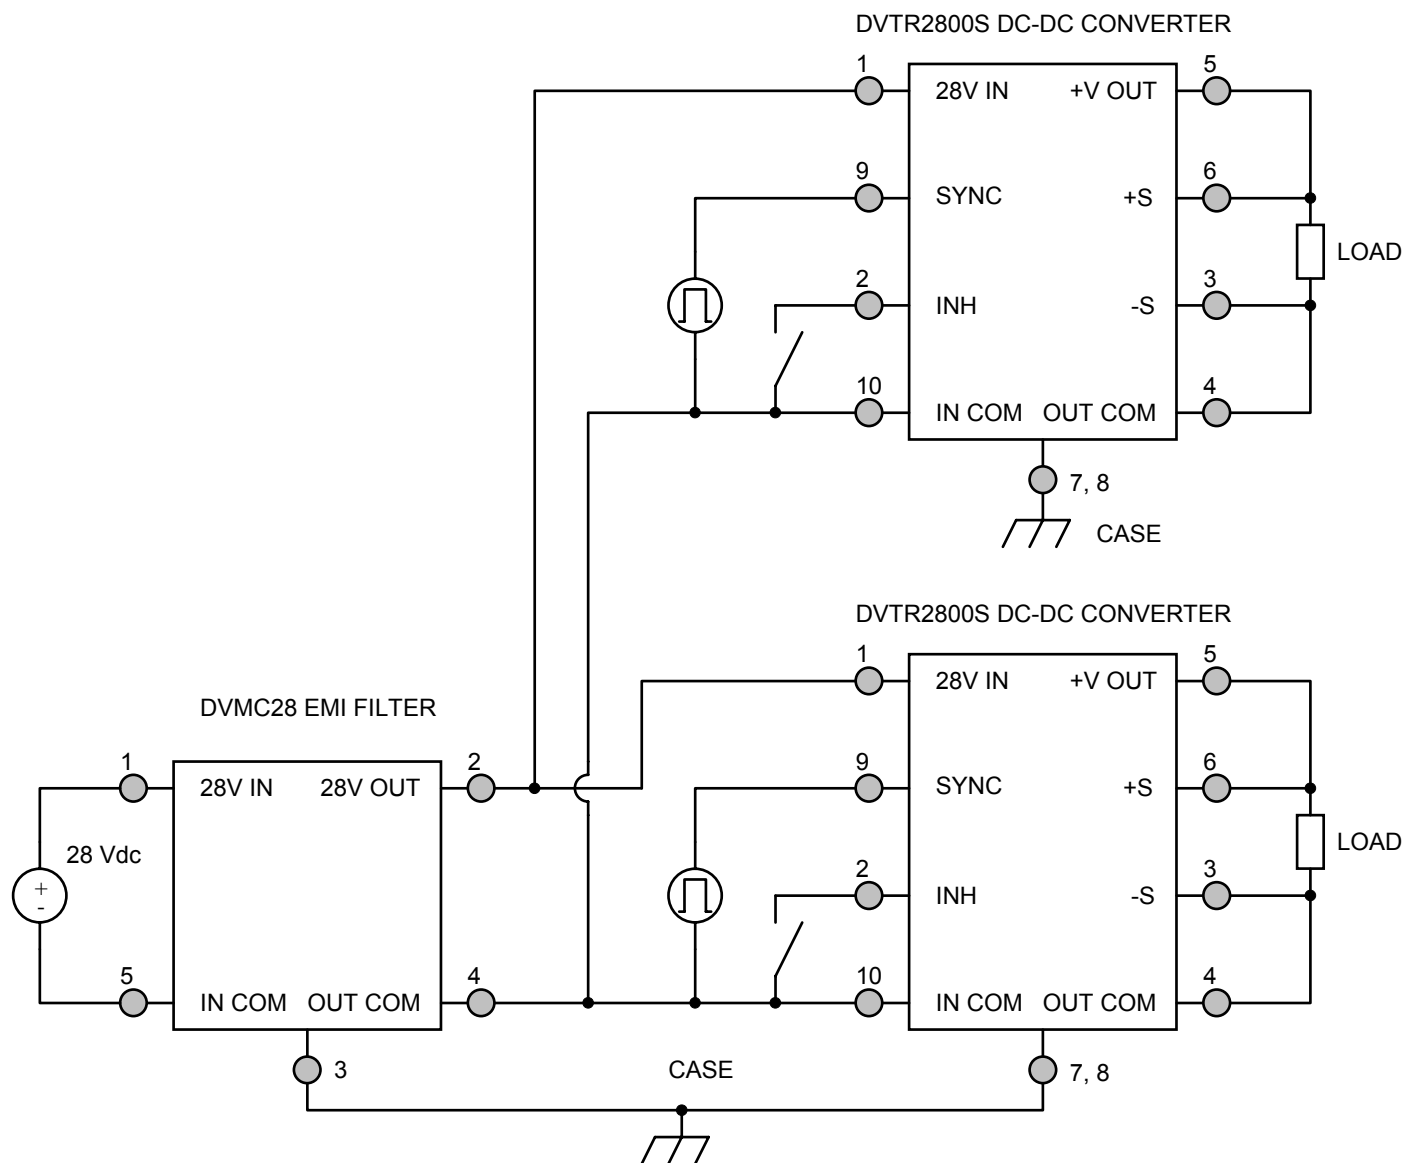 DVTR2800S DC-DC CONVERTER
1
5
28V IN
+V OUT
9
6
SYNC
+S
LOAD
2
3
INH
-S
10
4
IN COM
OUT COM
7, 8
CASE
DVTR2800S DC-DC CONVERTER
1
5
28V IN
+V OUT
DVMC28 EMI FILTER
1
2
9
6
28V IN
28V OUT
SYNC
+S
LOAD
28 Vdc
+
-
2
3
INH
-S
5
4
10
4
IN COM
OUT COM
IN COM
OUT COM
3
CASE
7, 8